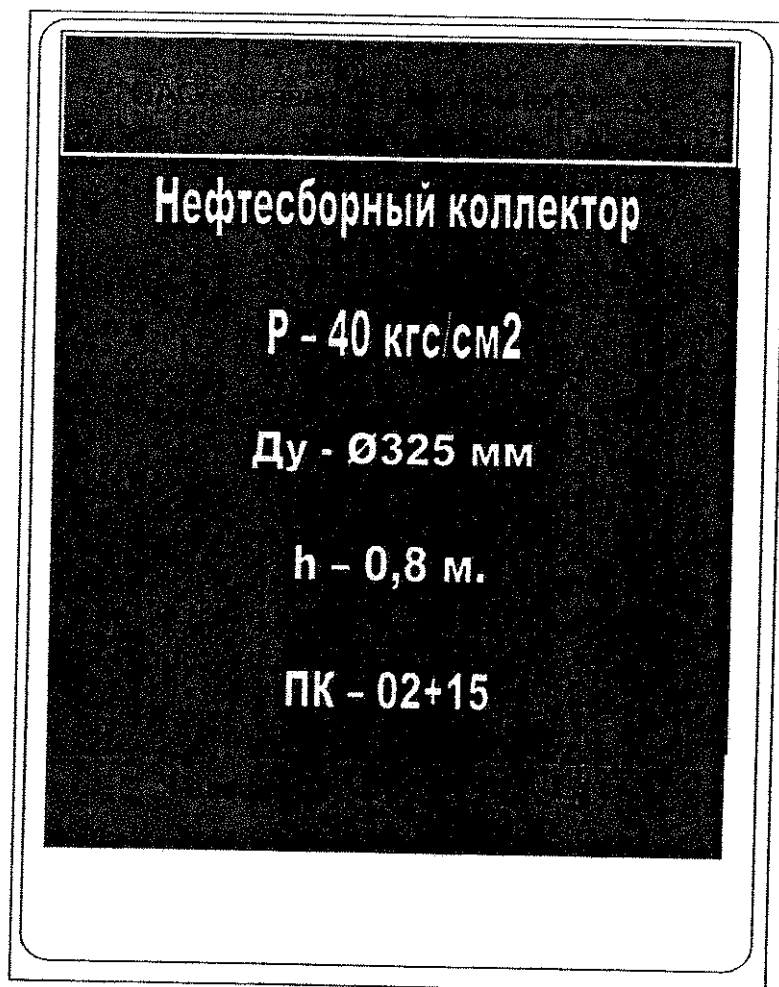 Нефтесборный коллектор
Р – 40 кгс/см2
Ду - Ø325 мм
h – 0,8 м.
ПК – 02+15